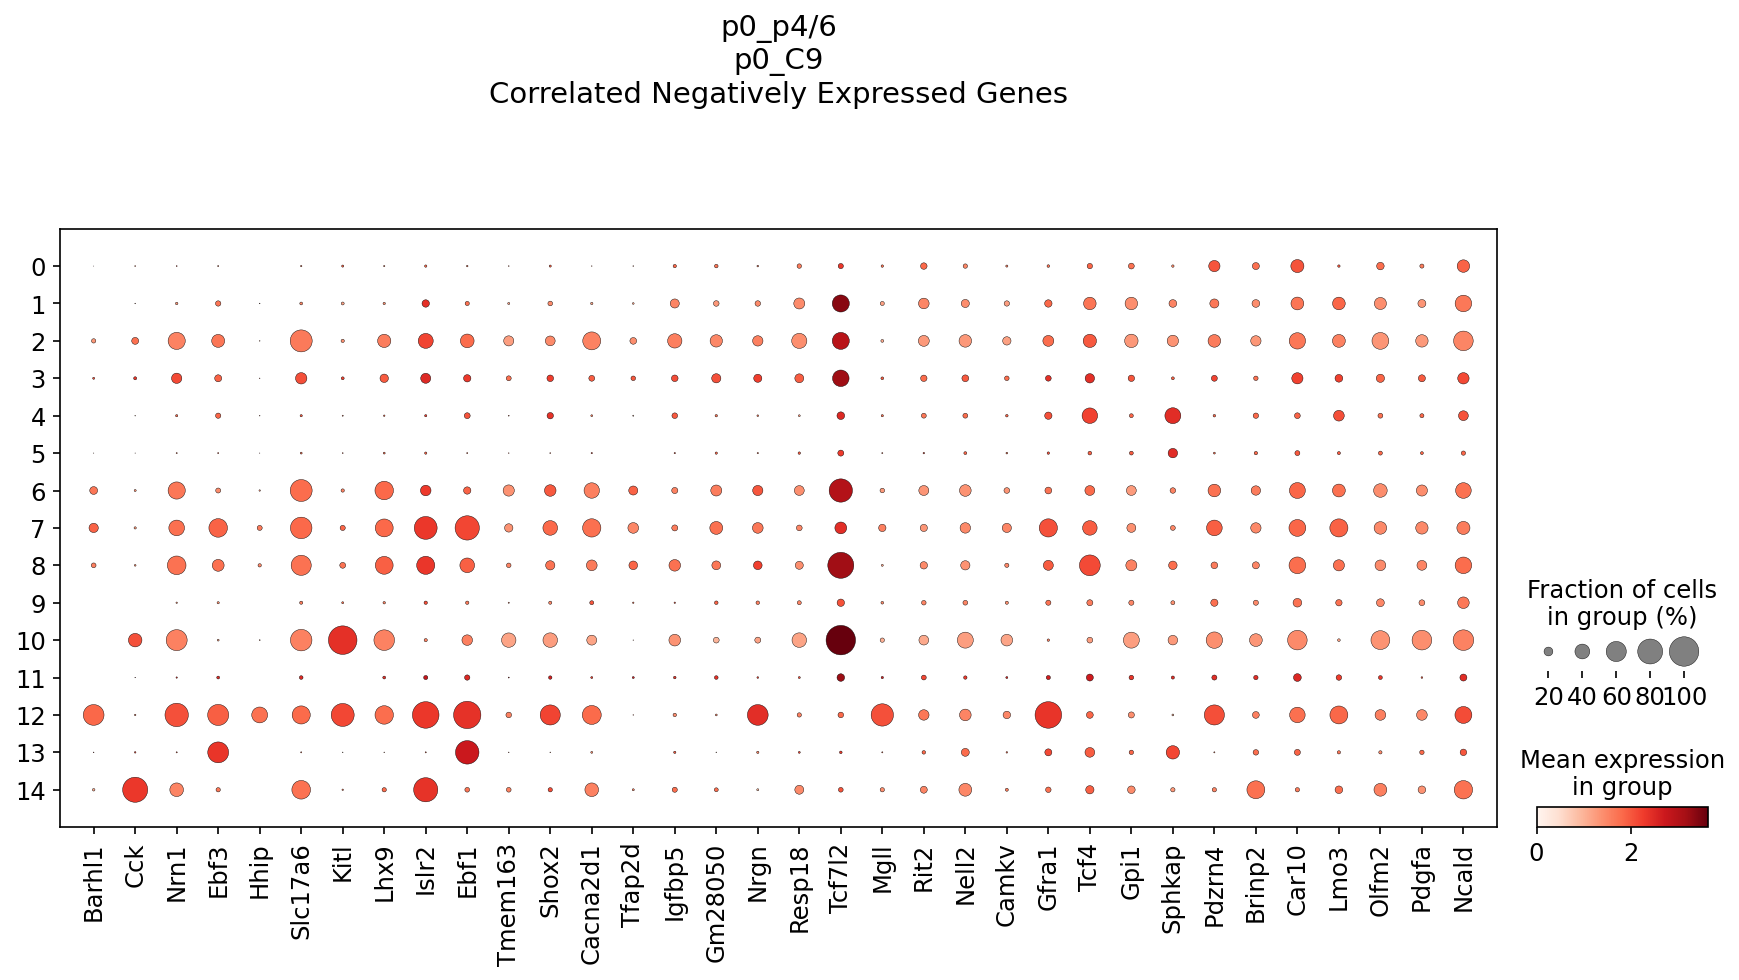 p0_p4/6
p0_C9
Correlated Negatively Expressed Genes
0
1
2
3
4
5
6
7
8
9
10
11
12
13
14
Barhl1 Cck Nrn1 Ebf3 Hhip Slc17a6 Kitl Lhx9 Islr2 Ebf1 Tmem163 Shox2 Cacna2d1 Tfap2d Igfbp5 Gm28050 Nrgn Resp18 Tcf7l2 Mgll Rit2 Nell2 Camkv Gfra1 Tcf4 Gpi1 Sphkap Pdzrn4 Brinp2 Car10 Lmo3 Olfm2 Pdgfa Ncald
Fraction of cells
in group (%)
20 40 60 80 100
Mean expression
in group
0 2